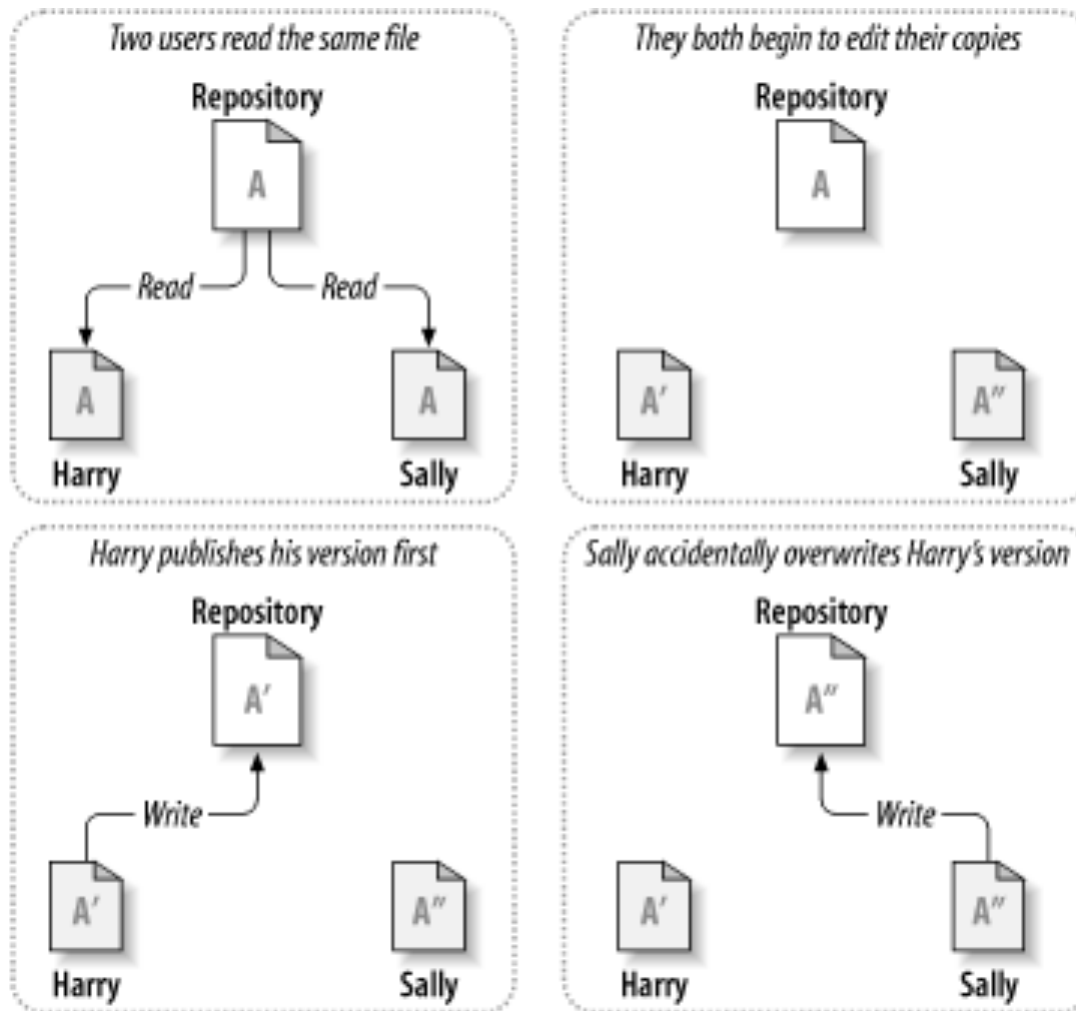 Two users read the same file
Repository
A
Read
Read
A
A
Harry
Sally
They both begin to edit their copies
Repository
A
A′
A″
Harry
Sally
Harry publishes his version first
Repository
A′
Write
A′
A″
Harry
Sally
Sally accidentally overwrites Harry's version
Repository
A″
Write
A′
A″
Harry
Sally